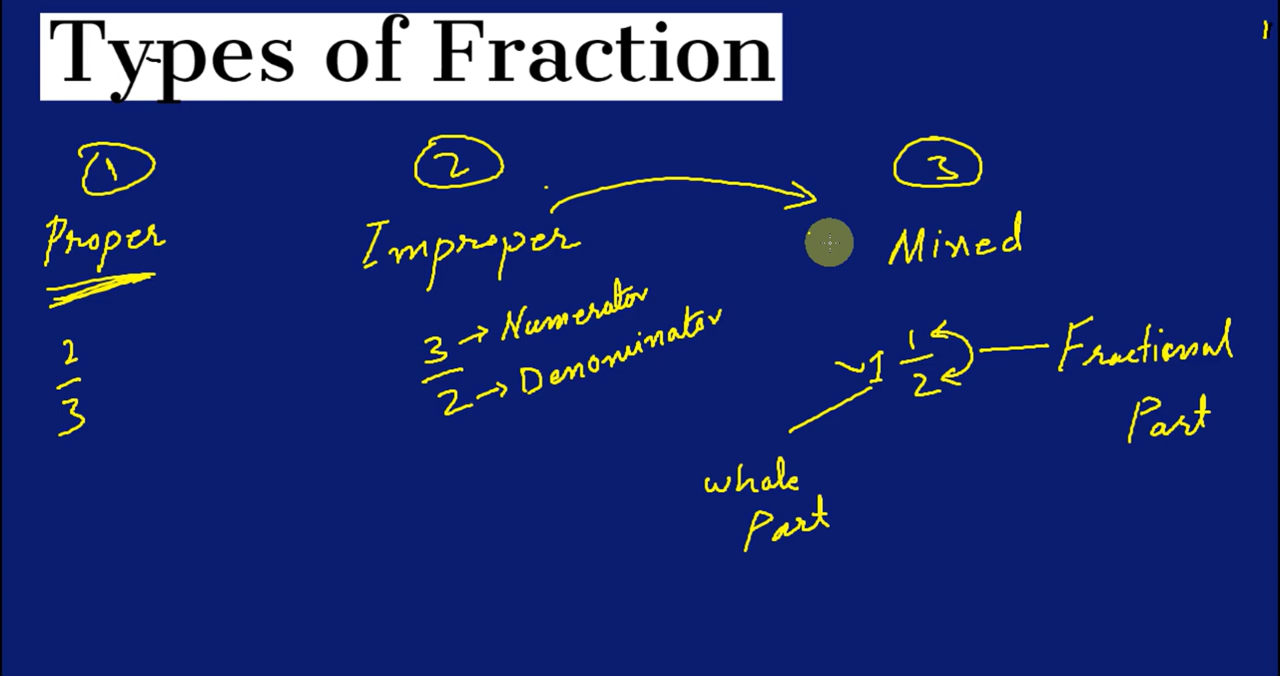 Types of Fraction
1
1 2 3
Proper Improper Mixed
2/3
3/2 → Numerator
→ Denominator
1 1/2 Fractional
Part
whole
Part